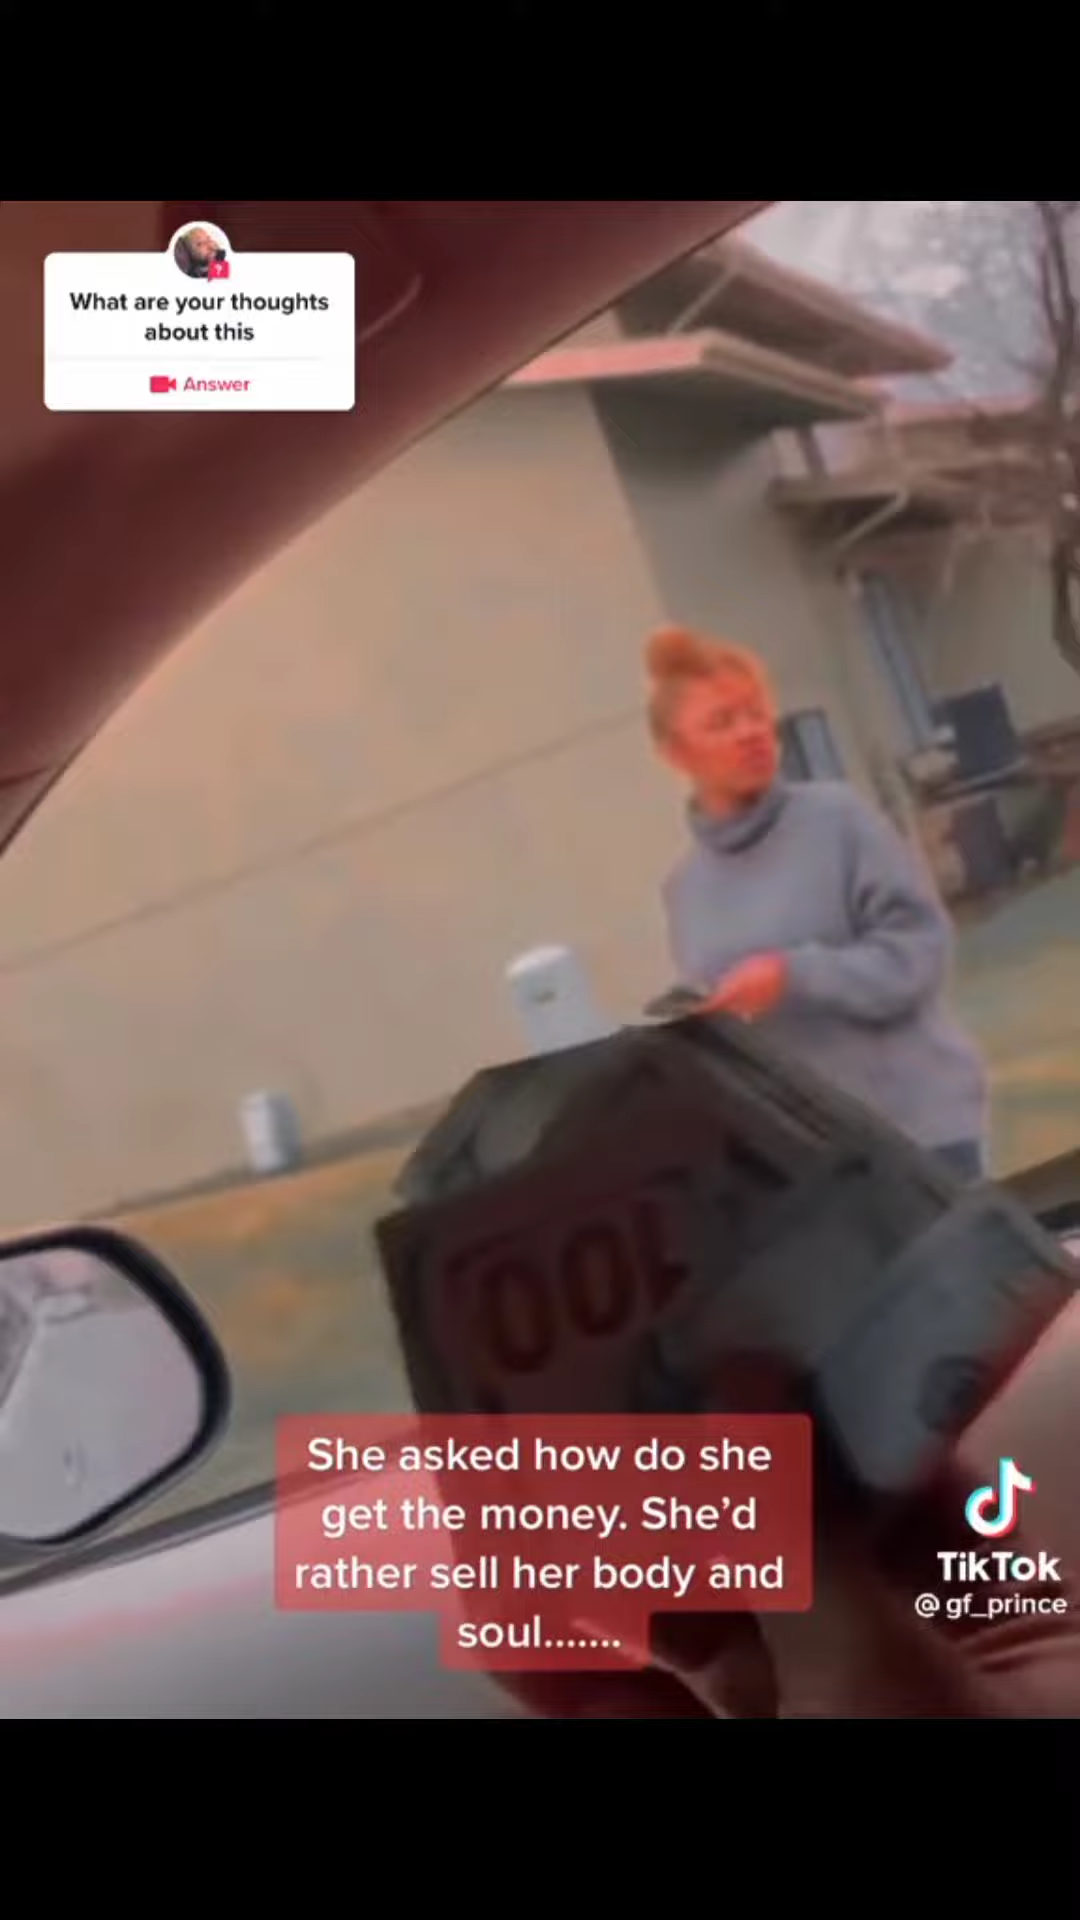 What are your thoughts
about this
Answer
100
She asked how do she
get the money. She’d
rather sell her body and
soul.......
TikTok
@gf_prince